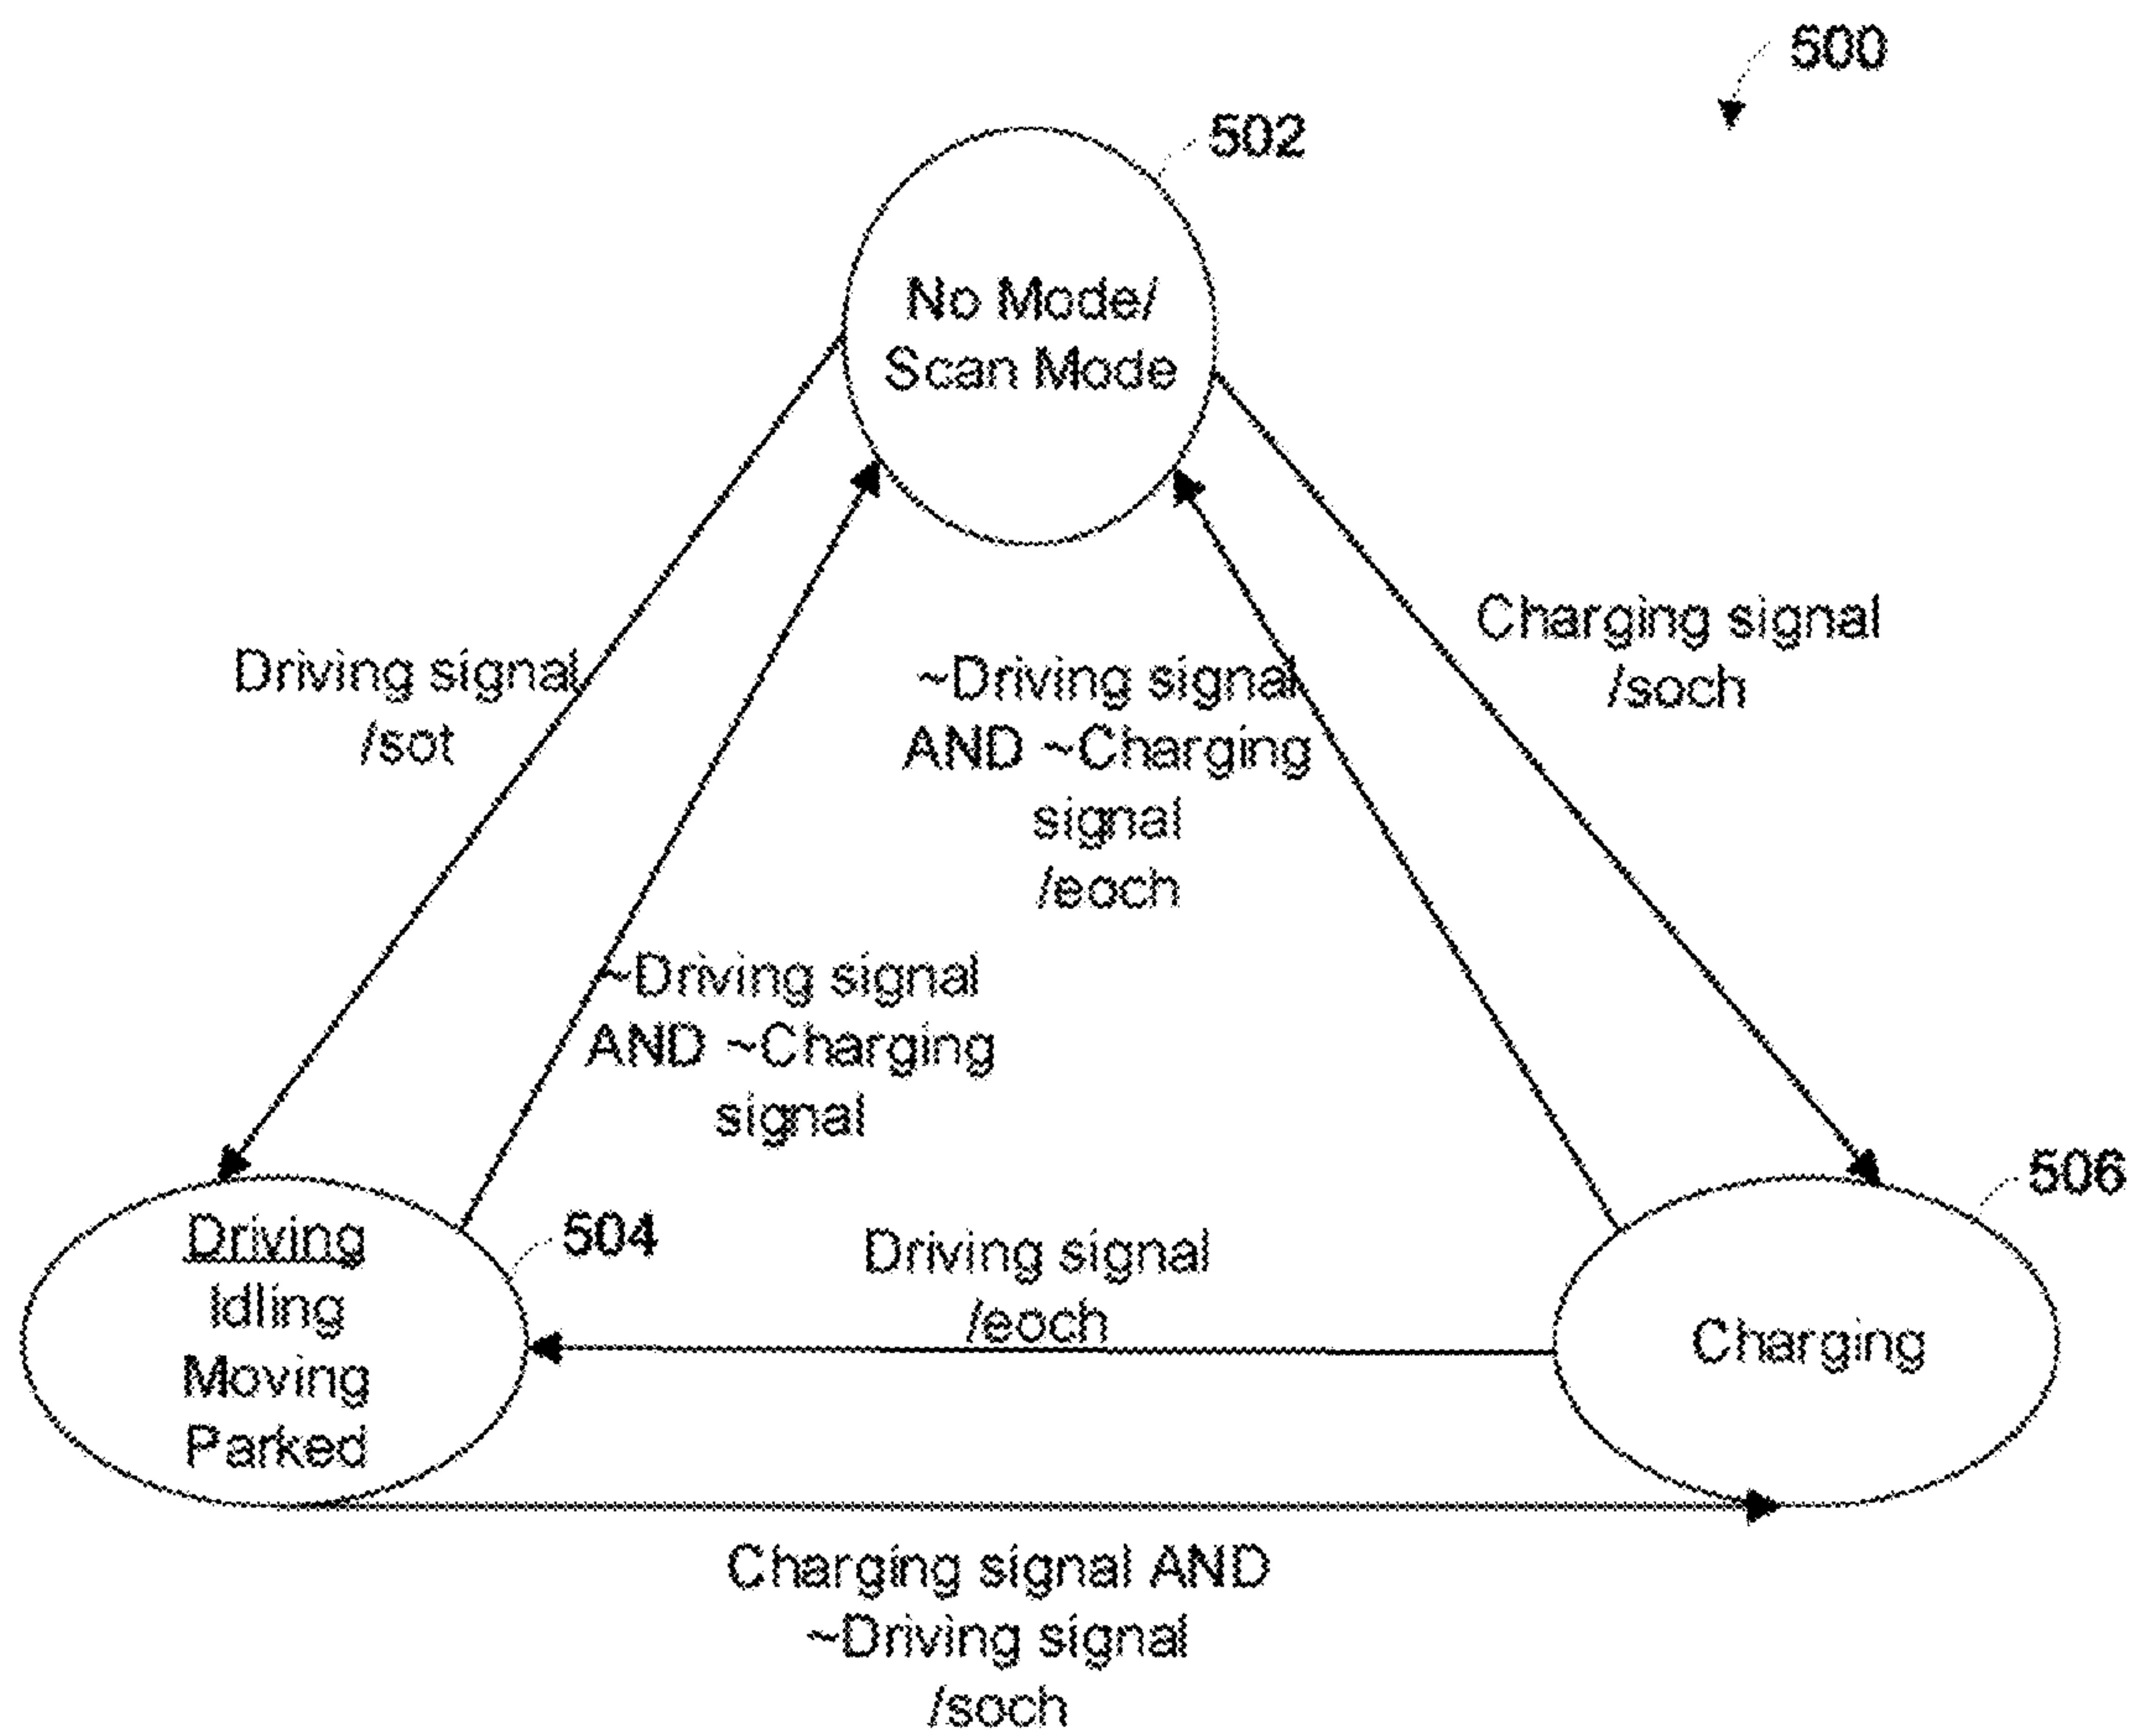 500
502
No Mode/
Scan Mode
Driving signal
/sot
Charging signal
/soch
~Driving signal
AND ~Charging
signal
/eoch
~Driving signal
AND ~Charging
signal
506
504
Driving
Idling
Moving
Parked
Driving signal
/eoch
Charging
Charging signal AND
~Driving signal
/soch